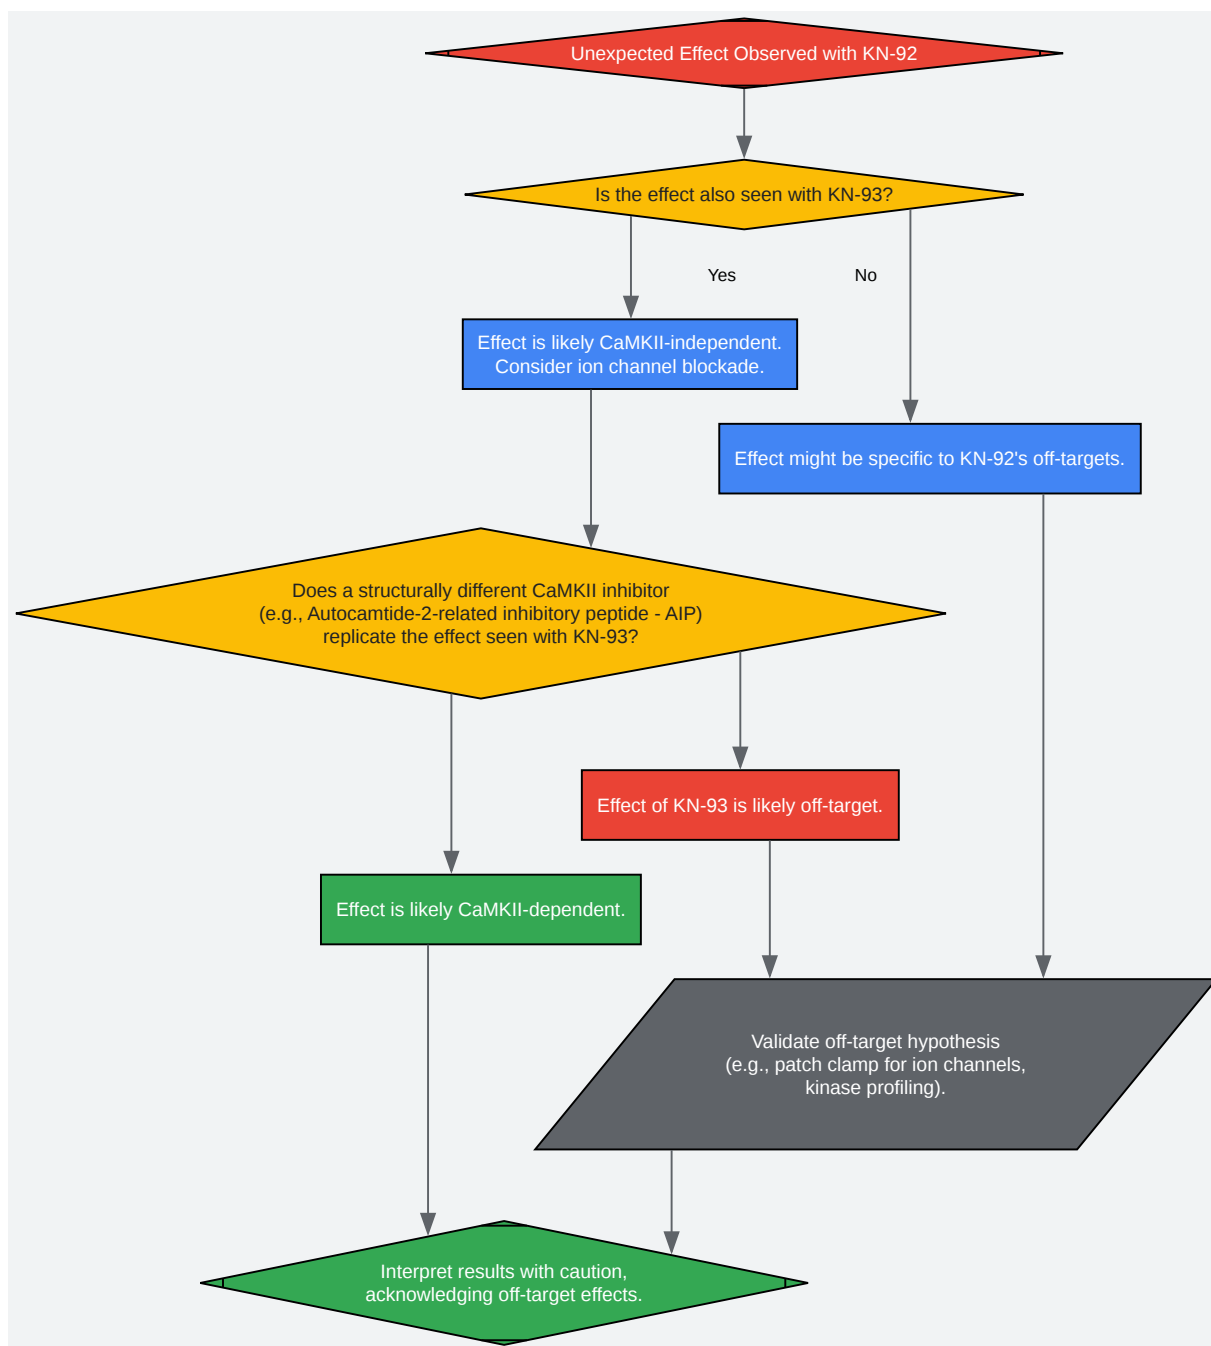 Unexpected Effect Observed with KN-92
Is the effect also seen with KN-93?
Yes
No
Effect is likely CaMKII-independent.
Consider ion channel blockade.
Effect might be specific to KN-92's off-targets.
Does a structurally different CaMKII inhibitor
(e.g., Autocamtide-2-related inhibitory peptide - AIP)
replicate the effect seen with KN-93?
Effect of KN-93 is likely off-target.
Effect is likely CaMKII-dependent.
Validate off-target hypothesis
(e.g., patch clamp for ion channels,
kinase profiling).
Interpret results with caution,
acknowledging off-target effects.